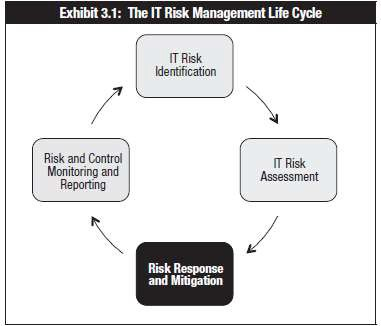 Exhibit 3.1: The IT Risk Management Life Cycle
IT Risk
Identification
IT Risk
Assessment
Risk Response
and Mitigation
Risk and Control
Monitoring and
Reporting